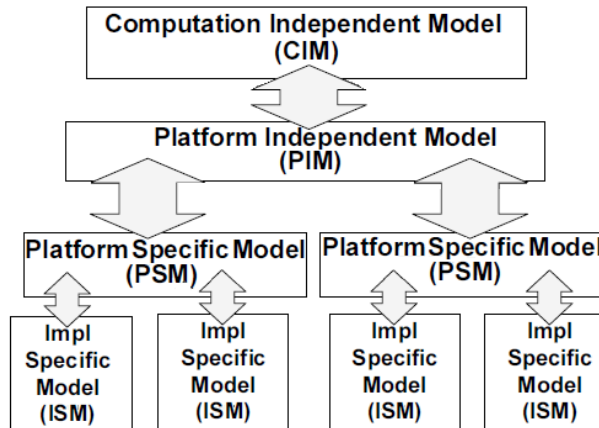 Computation Independent Model
(CIM)
Platform Independent Model
(PIM)
Platform Specific Model
(PSM)
Platform Specific Model
(PSM)
Impl
Specific
Model
(ISM)
Impl
Specific
Model
(ISM)
Impl
Specific
Model
(ISM)
Impl
Specific
Model
(ISM)